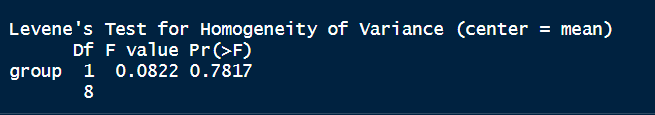 Levene's Test for Homogeneity of Variance (center = mean)
Df F value Pr(>F)
group 1 0.0822 0.7817
8